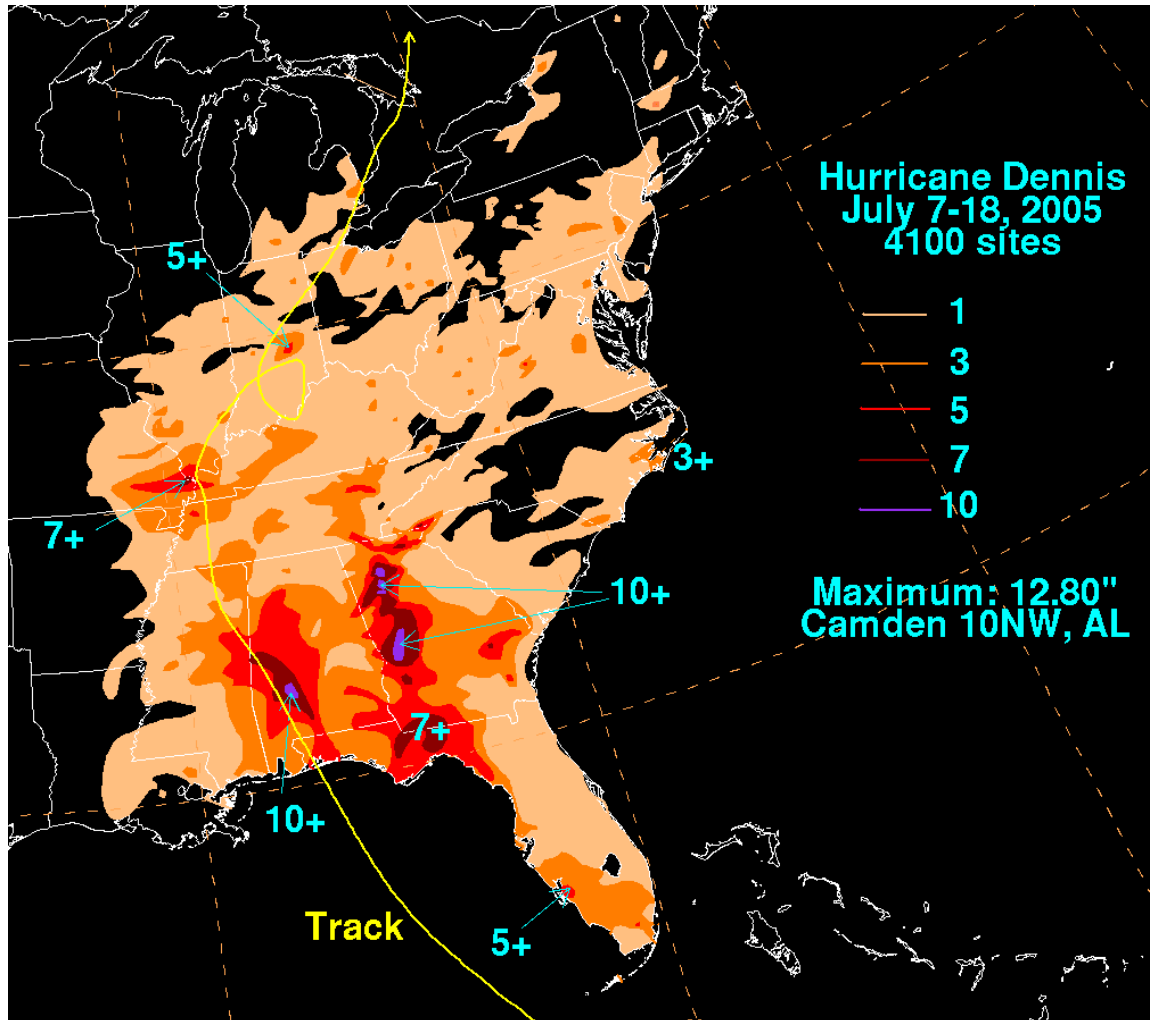 Hurricane Dennis
July 7-18, 2005
4100 sites
5+
1
3
5
3+
7
7+
10
10+
Maximum: 12.80"
Camden 10NW, AL
7+
10+
Track
5+